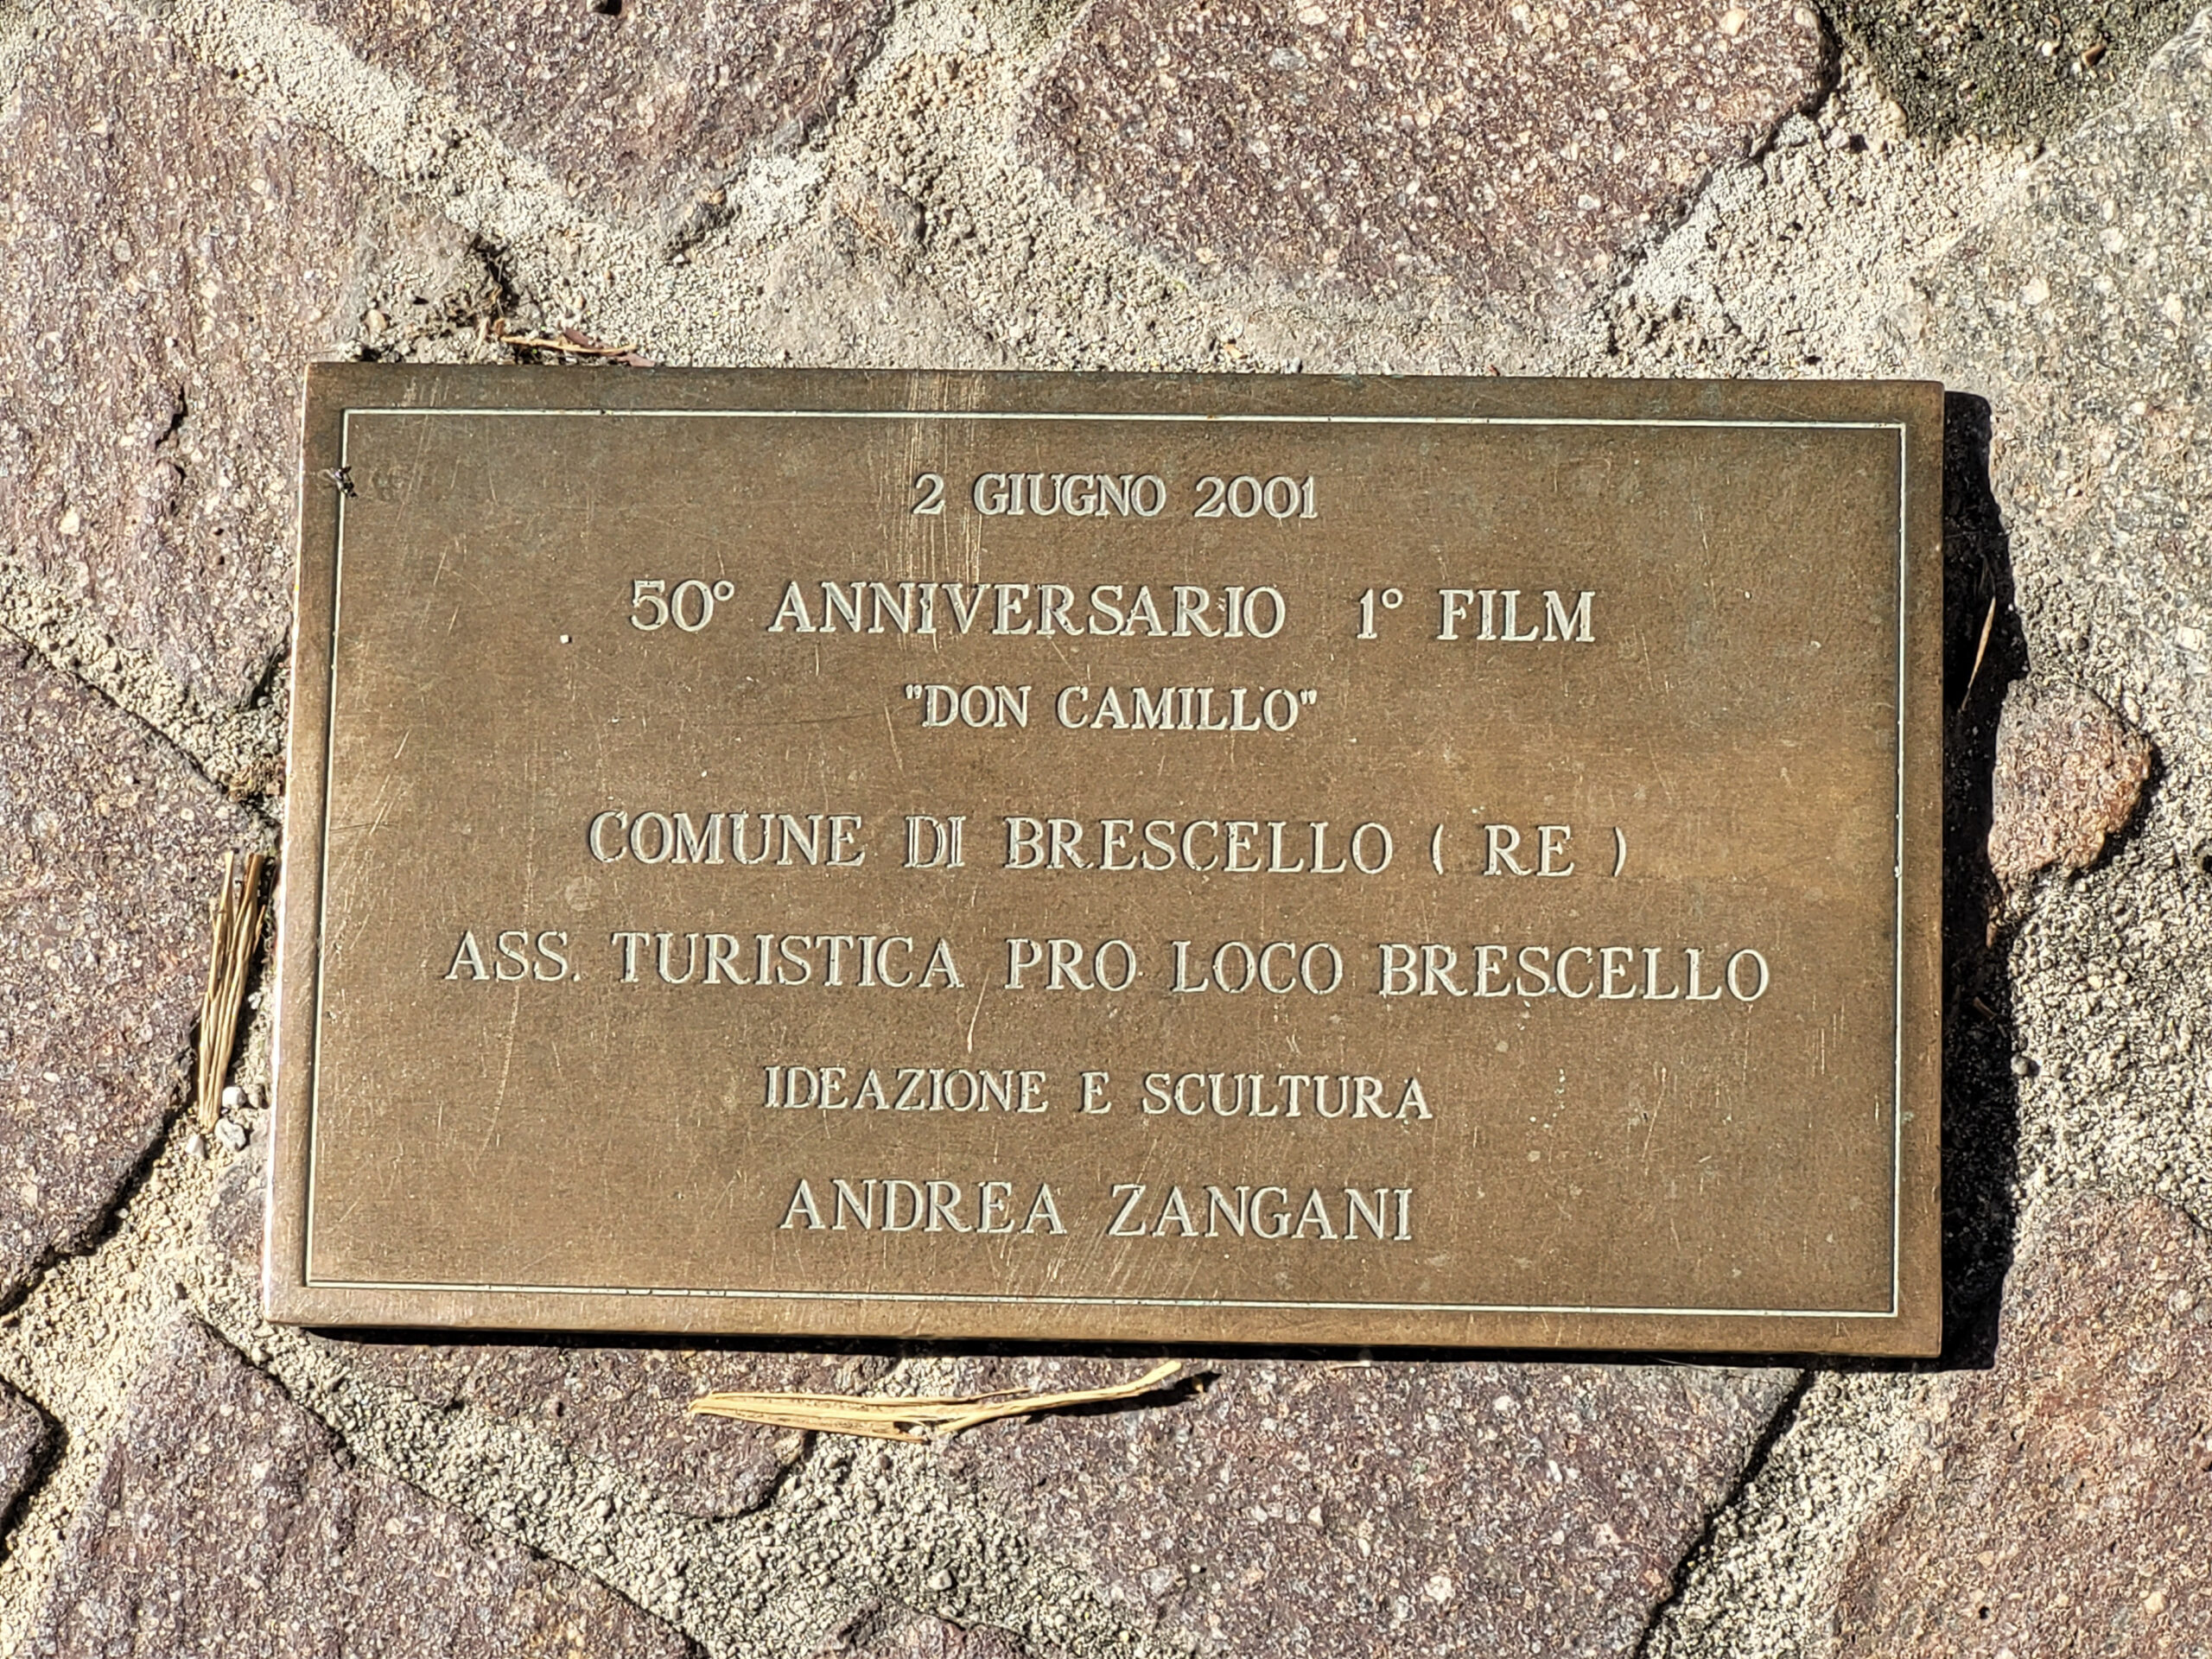 2 GIUGNO 2001
50° ANNIVERSARIO 1° FILM
"DON CAMILLO"
COMUNE DI BRESCELLO ( RE )
ASS. TURISTICA PRO LOCO BRESCELLO
IDEAZIONE E SCULTURA
ANDREA ZANGANI